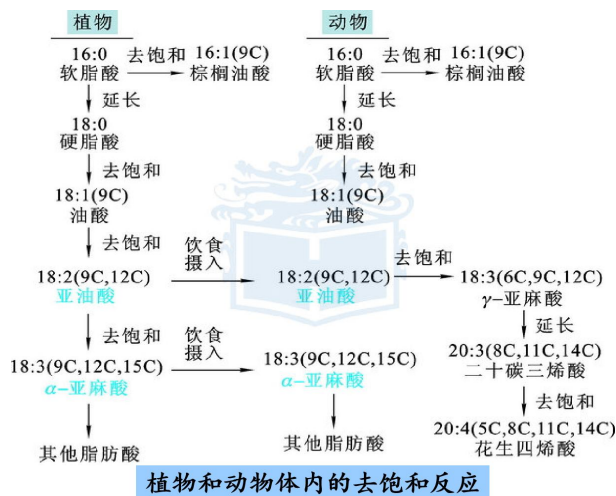 植物
16:0 去饱和 16:1(9C)
软脂酸 棕榈油酸
延长
18:0
硬脂酸
去饱和
18:1(9C)
油酸
去饱和
18:2(9C,12C)
亚油酸
去饱和
18:3(9C,12C,15C)
α-亚麻酸
其他脂肪酸
饮食
摄入
饮食
摄入
动物
16:0 去饱和 16:1(9C)
软脂酸 棕榈油酸
延长
18:0
硬脂酸
去饱和
18:1(9C)
油酸
18:2(9C,12C)
亚油酸
去饱和
18:3(6C,9C,12C)
γ-亚麻酸
延长
20:3(8C,11C,14C)
二十碳三烯酸
去饱和
20:4(5C,8C,11C,14C)
花生四烯酸
18:3(9C,12C,15C)
α-亚麻酸
其他脂肪酸
植物和动物体内的去饱和反应